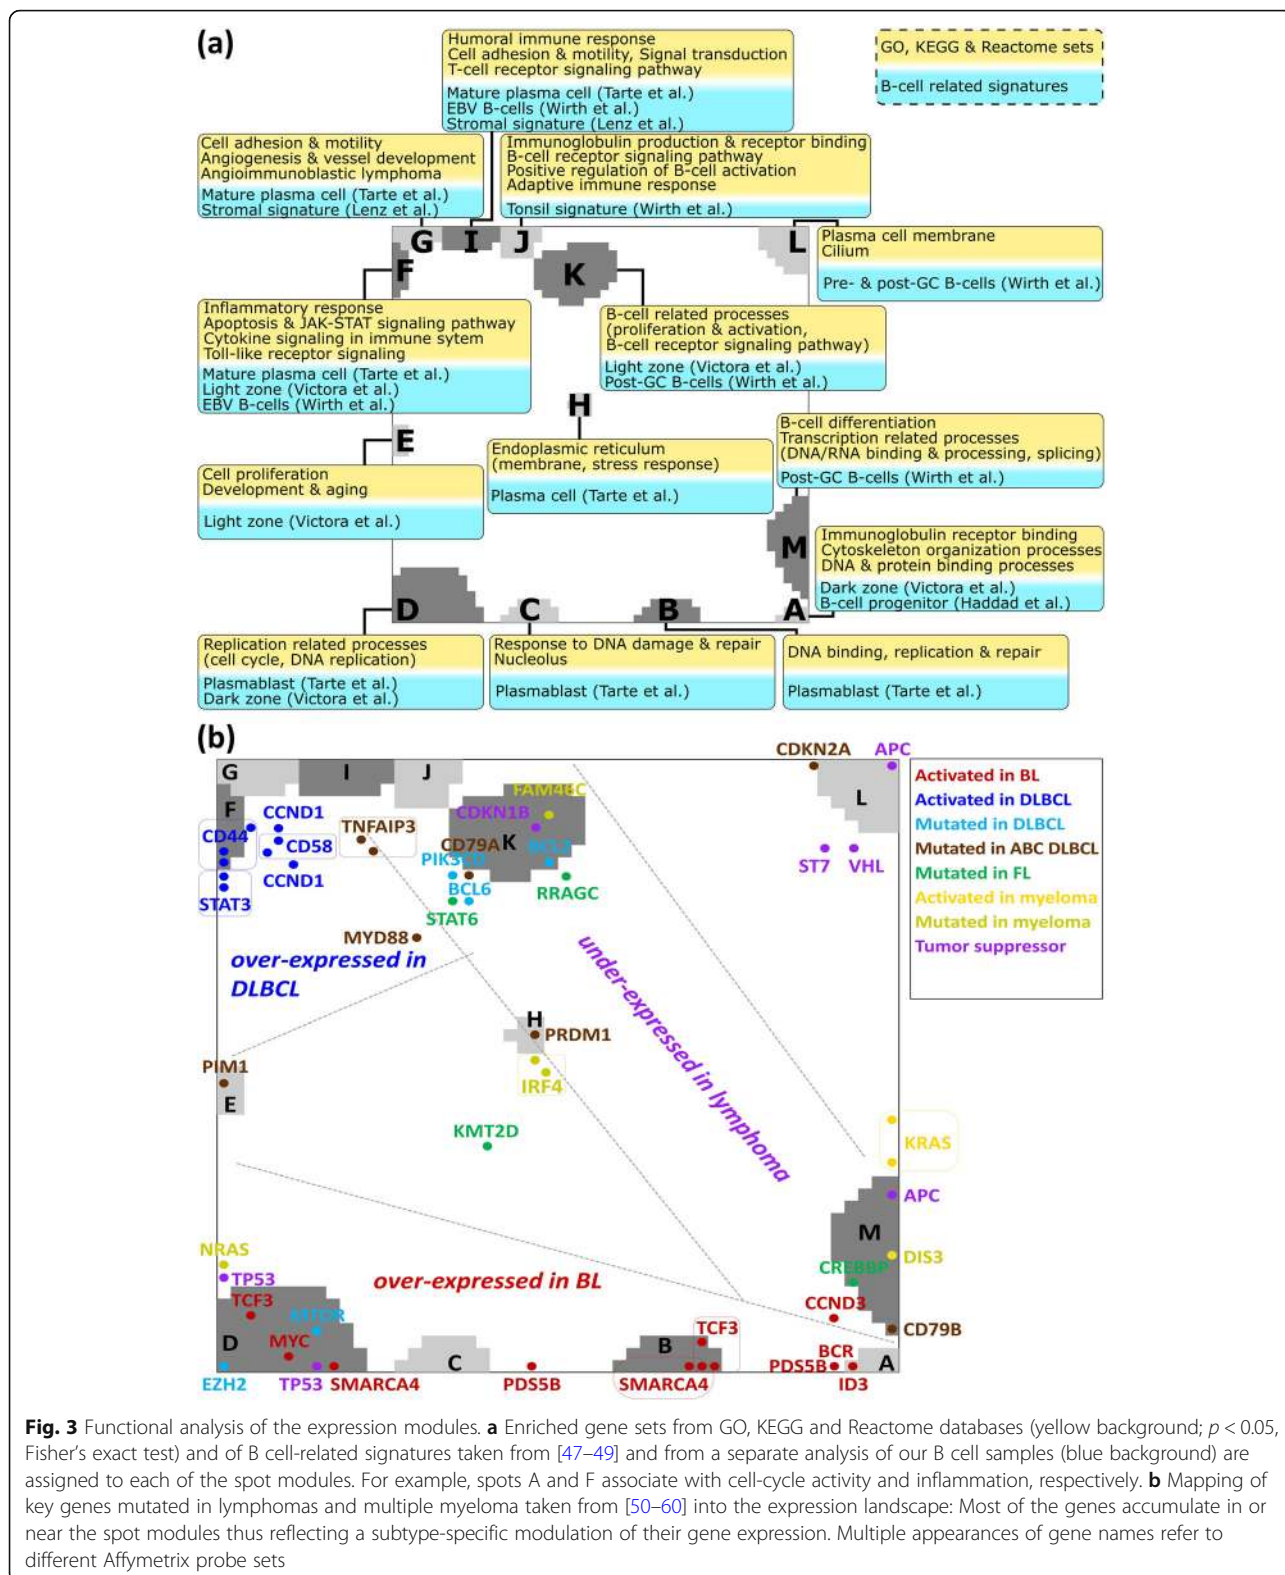 (a)
Humoral immune response
Cell adhesion & motility, Signal transduction
T-cell receptor signaling pathway
Mature plasma cell (Tarte et al.)
EBV B-cells (Wirth et al.)
Stromal signature (Lenz et al.)
GO, KEGG & Reactome sets
B-cell related signatures
Cell adhesion & motility
Angiogenesis & vessel development
Angioimmunoblastic lymphoma
Mature plasma cell (Tarte et al.)
Stromal signature (Lenz et al.)
Immunoglobulin production & receptor binding
B-cell receptor signaling pathway
Positive regulation of B-cell activation
Adaptive immune response
Tonsil signature (Wirth et al.)
G
I
J
L
F
K
Plasma cell membrane
Cilium
Pre- & post-GC B-cells (Wirth et al.)
Inflammatory response
Apoptosis & JAK-STAT signaling pathway
Cytokine signaling in immune sytem
Toll-like receptor signaling
Mature plasma cell (Tarte et al.)
Light zone (Victora et al.)
EBV B-cells (Wirth et al.)
B-cell related processes
(proliferation & activation,
B-cell receptor signaling pathway)
Light zone (Victora et al.)
Post-GC B-cells (Wirth et al.)
H
E
Endoplasmic reticulum
(membrane, stress response)
Plasma cell (Tarte et al.)
B-cell differentiation
Transcription related processes
(DNA/RNA binding & processing, splicing)
Post-GC B-cells (Wirth et al.)
Cell proliferation
Development & aging
Light zone (Victora et al.)
M
Immunoglobulin receptor binding
Cytoskeleton organization processes
DNA & protein binding processes
Dark zone (Victora et al.)
B-cell progenitor (Haddad et al.)
D
C
B
A
Replication related processes
(cell cycle, DNA replication)
Plasmablast (Tarte et al.)
Dark zone (Victora et al.)
Response to DNA damage & repair
Nucleolus
Plasmablast (Tarte et al.)
DNA binding, replication & repair
Plasmablast (Tarte et al.)
(b)
CDKN2A
APC
G
I
J
L
F
K
FAM46C
CCND1
CDKN1B
CD44
TNFAIP3
CD58
CD79A
BCL2
PIK3CD
CCND1
BCL6
RRAGC
STAT3
STAT6
ST7
VHL
MYD88
over-expressed in
DLBCL
under-expressed in lymphoma
H
PRDM1
IRF4
PIM1
E
KMT2D
KRAS
APC
M
DIS3
CREBBP
NRAS
TP53
over-expressed in BL
TCF3
MTOR
CCND3
CD79B
D
MYC
C
B
TCF3
BCR
A
EZH2
TP53
SMARCA4
PDS5B
SMARCA4
PDS5B
ID3
Activated in BL
Activated in DLBCL
Mutated in DLBCL
Mutated in ABC DLBCL
Mutated in FL
Activated in myeloma
Mutated in myeloma
Tumor suppressor
Fig. 3 Functional analysis of the expression modules. a Enriched gene sets from GO, KEGG and Reactome databases (yellow background; p < 0.05,
Fisher's exact test) and of B cell-related signatures taken from [47–49] and from a separate analysis of our B cell samples (blue background) are
assigned to each of the spot modules. For example, spots A and F associate with cell-cycle activity and inflammation, respectively. b Mapping of
key genes mutated in lymphomas and multiple myeloma taken from [50–60] into the expression landscape: Most of the genes accumulate in or
near the spot modules thus reflecting a subtype-specific modulation of their gene expression. Multiple appearances of gene names refer to
different Affymetrix probe sets